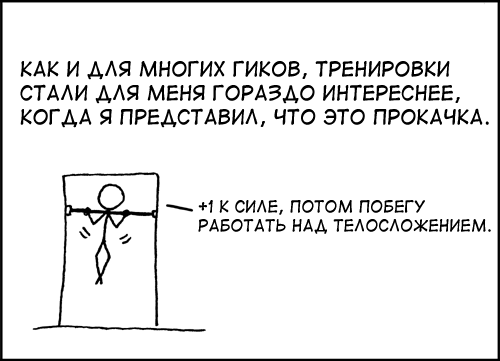 КАК И ДЛЯ МНОГИХ ГИКОВ, ТРЕНИРОВКИ
СТАЛИ ДЛЯ МЕНЯ ГОРАЗДО ИНТЕРЕСНЕЕ,
КОГДА Я ПРЕДСТАВИЛ, ЧТО ЭТО ПРОКАЧКА.
+1 К СИЛЕ, ПОТОМ ПОБЕГУ
РАБОТАТЬ НАД ТЕЛОСЛОЖЕНИЕМ.